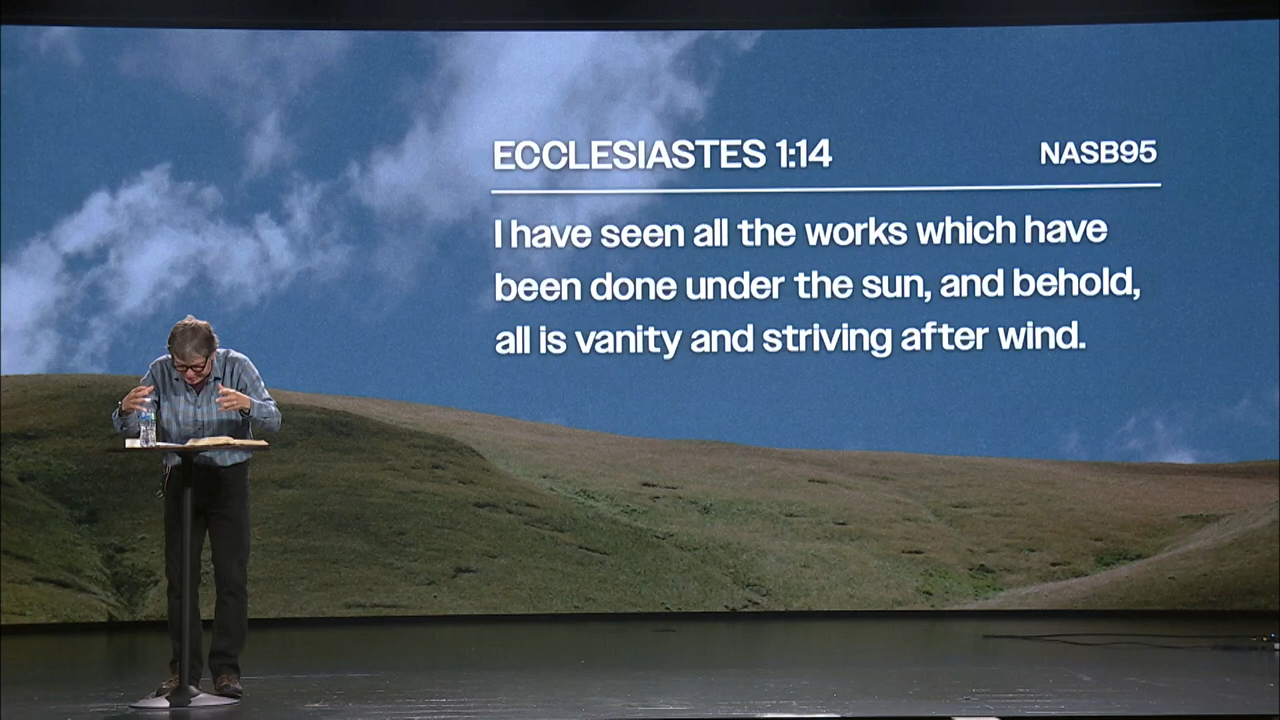 ECCLESIASTES 1:14 NASB95
I have seen all the works which have
been done under the sun, and behold,
all is vanity and striving after wind.